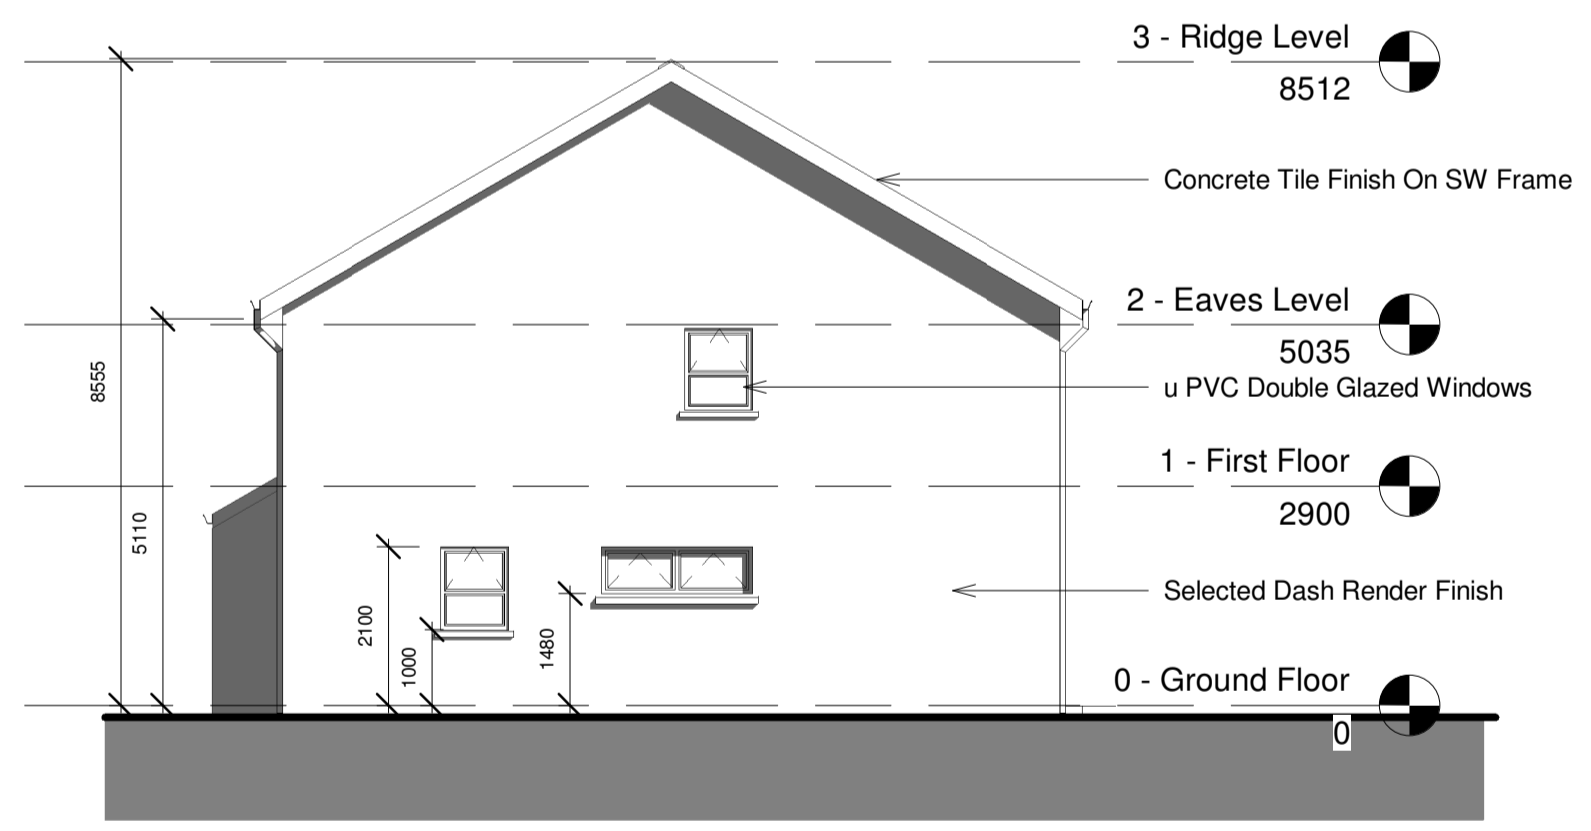 3 - Ridge Level
8512
Concrete Tile Finish On SW Frame
2 - Eaves Level
5035
u PVC Double Glazed Windows
8555
1 - First Floor
2900
5110
Selected Dash Render Finish
2100
1000
1480
0 - Ground Floor
0